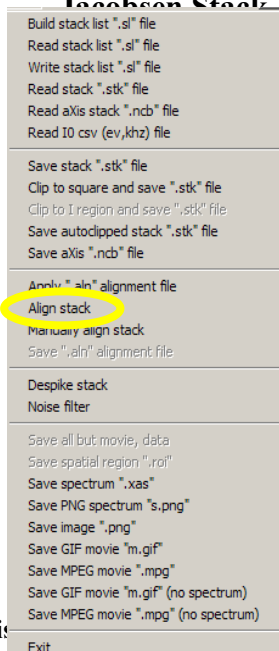 Jacobsen Stack
Build stack list ".sl" file
Read stack list ".sl" file
Write stack list ".sl" file
Read stack ".stk" file
Read aXis stack ".ncb" file
Read I0 csv (ev,khz) file
Save stack ".stk" file
Clip to square and save ".stk" file
Clip to I region and save ".stk" file
Save autoclipped stack ".stk" file
Save aXis ".ncb" file
Apply ".aln" alignment file
Align stack
Manually align stack
Save ".aln" alignment file
Despike stack
Noise filter
Save all but movie, data
Save spatial region ".roi"
Save spectrum ".xas"
Save PNG spectrum "s.png"
Save image ".png"
Save GIF movie "m.gif"
Save MPEG movie ".mpg"
Save GIF movie "m.gif" (no spectrum)
Save MPEG movie ".mpg" (no spectrum)
Exit